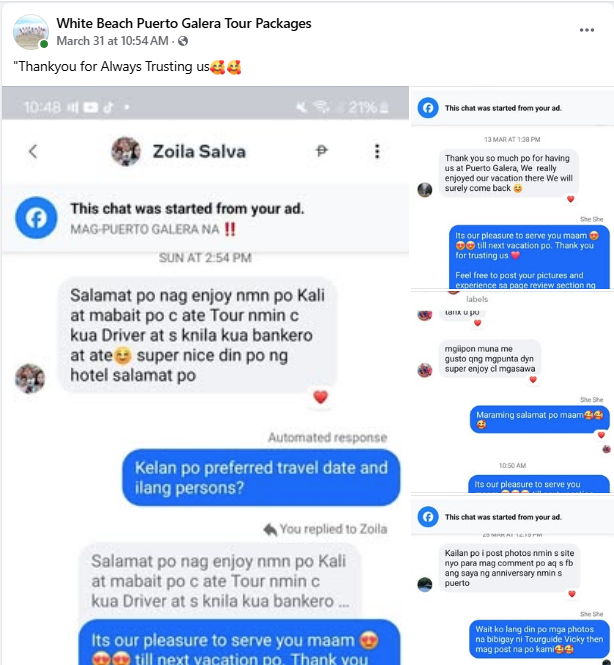 White Beach Puerto Galera Tour Packages
March 31 at 10:54 AM ·
"Thankyou for Always Trusting us🥰🥰
10:48
21%
Zoila Salva
₱
This chat was started from your ad.
MAG-PUERTO GALERA NA ‼️
SUN AT 2:54 PM
Salamat po nag enjoy nmn po Kali
at mabait po c ate Tour nmin c
kua Driver at s knila kua bankero
at ate😊 super nice din po ng
hotel salamat po
Automated response
Kelan po preferred travel date and
ilang persons?
You replied to Zoila
Salamat po nag enjoy nmn po Kali
at mabait po c ate Tour nmin c
kua Driver at s knila kua bankero ...
Its our pleasure to serve you maam 😍
😍😍 till next vacation po. Thank you
This chat was started from your ad.
13 MAR AT 1:38 PM
Thank you so much po for having
us at Puerto Galera, We really
enjoyed our vacation there We will
surely come back 😊
She She
Its our pleasure to serve you maam 😍
😍😍 till next vacation po. Thank you
for trusting us ❤️
Feel free to post your pictures and
experience sa page review section ng
labels
tanx u po
mgiipon muna me
gusto qng mgpunta dyn
super enjoy cl mgasawa
She She
Maraming salamat po maam🥰🥰
🥰
10:50 AM
Its our pleasure to serve you
This chat was started from your ad.
25 MAR AT 12:15 PM
Kailan po i post photos nmin s site
nyo para mag comment po aq s fb
ang saya ng anniversary nmin s
puerto
She She
Wait ko lang din po mga photos
na bibigay ni Tourguide Vicky then
mag post na po kami🥰🥰